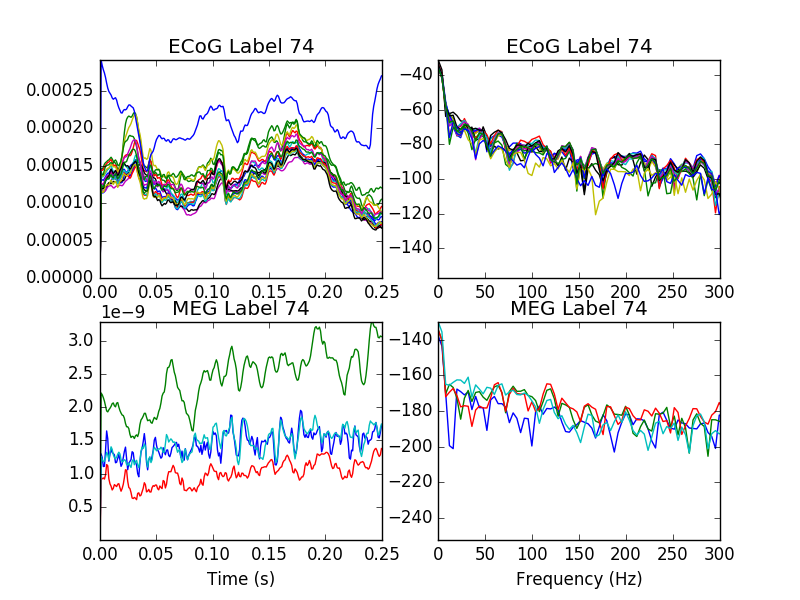 ECoG Label 74
0.00025
0.00020
0.00015
0.00010
0.00005
0.00000
0.00 0.05 0.10 0.15 0.20 0.25
ECoG Label 74
−40
−60
−80
−100
−120
−140
0 50 100 150 200 250 300
MEG Label 74
1e−9
3.0
2.5
2.0
1.5
1.0
0.5
0.00 0.05 0.10 0.15 0.20 0.25
Time (s)
MEG Label 74
−140
−160
−180
−200
−220
−240
0 50 100 150 200 250 300
Frequency (Hz)